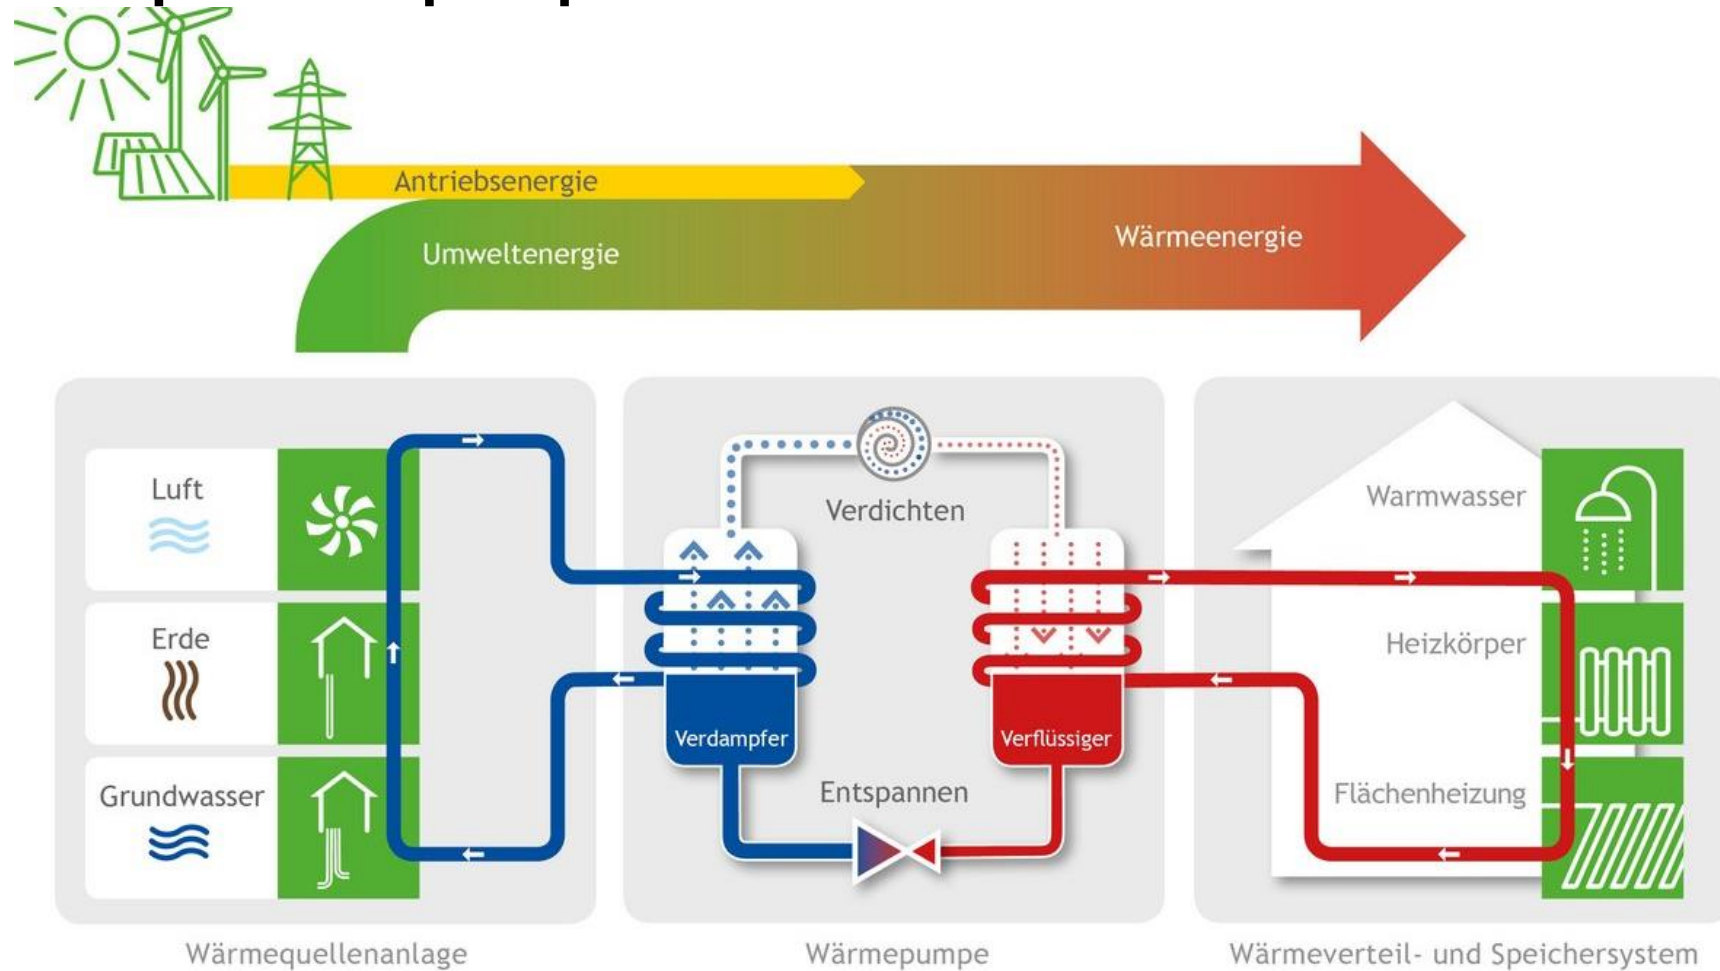 Antriebsenergie
Umweltenergie
Wärmeenergie
Luft
Erde
Grundwasser
Verdichten
Verdampfer
Verflüssiger
Entspannen
Warmwasser
Heizkörper
Flächenheizung
Wärmequellenanlage
Wärmepumpe
Wärmeverteil- und Speichersystem